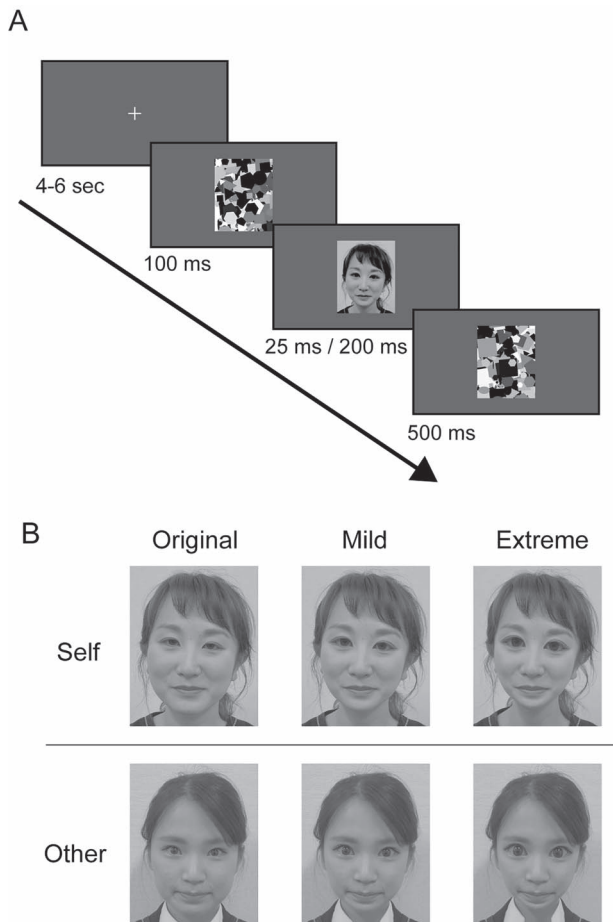 A
4-6 sec
100 ms
25 ms / 200 ms
500 ms
B
Original Mild Extreme
Self
Other